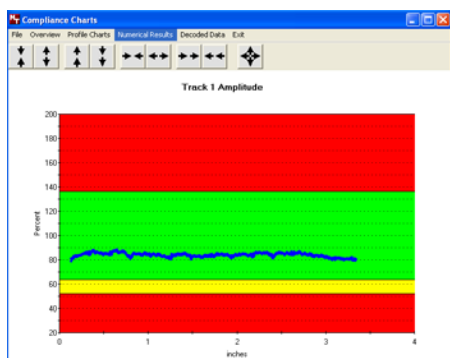 Compliance Charts
File Overview Profile Charts Numerical Results Decoded Data Exit
Track 1 Amplitude
200
180
160
140
120
Percent
100
80
60
40
20
0 1 2 3 4
inches